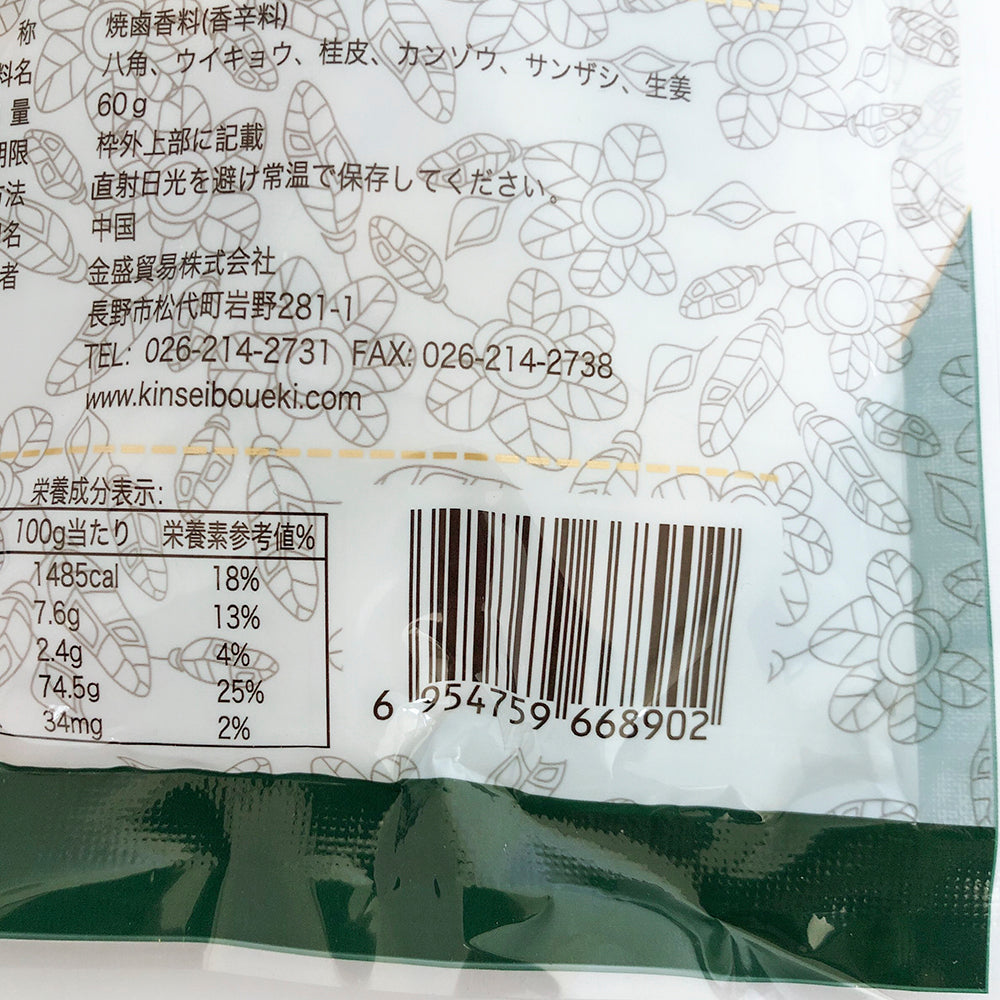 称 焼鹵香料(香辛料)
料名 八角、ウイキョウ、桂皮、カンゾウ、サンザシ、生姜
量 60g
期限 枠外上部に記載
方法 直射日光を避け常温で保存してください。
名 中国
者 金盛貿易株式会社
長野市松代町岩野281-1
TEL: 026-214-2731 FAX: 026-214-2738
www.kinseiboueki.com
栄養成分表示:
100g当たり 栄養素参考値%
1485cal 18%
7.6g 13%
2.4g 4%
74.5g 25%
34mg 2%
6 954759 668902